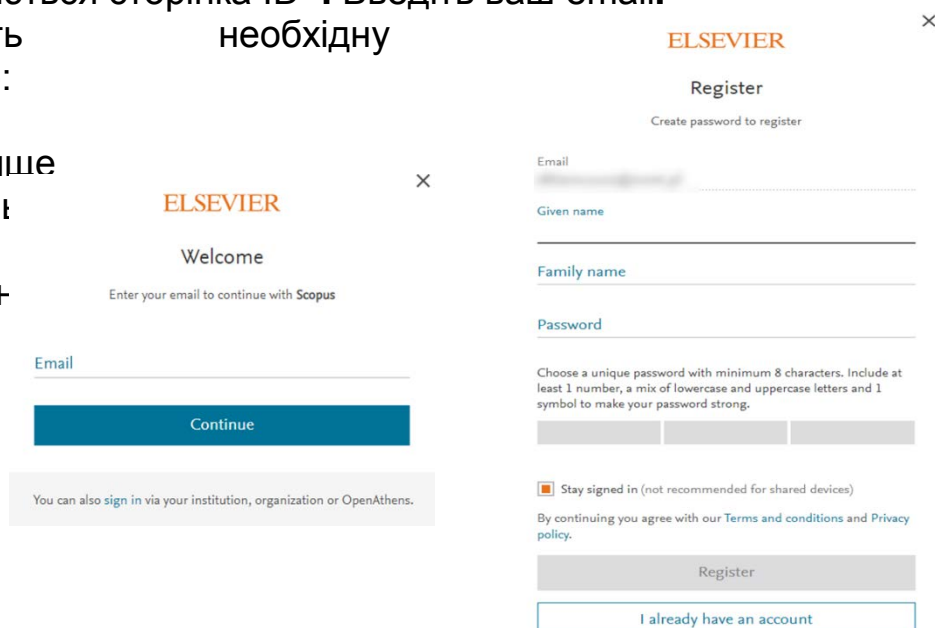 сторінка
Введіть ваш email.
необхідну
:
ELSEVIER
Welcome
Enter your email to continue with Scopus
Email
Continue
You can also sign in via your institution, organization or OpenAthens.
ELSEVIER
Register
Create password to register
Email
Given name
Family name
Password
Choose a unique password with minimum 8 characters. Include at
least 1 number, a mix of lowercase and uppercase letters and 1
symbol to make your password strong.
Stay signed in (not recommended for shared devices)
By continuing you agree with our Terms and conditions and Privacy
policy.
Register
I already have an account